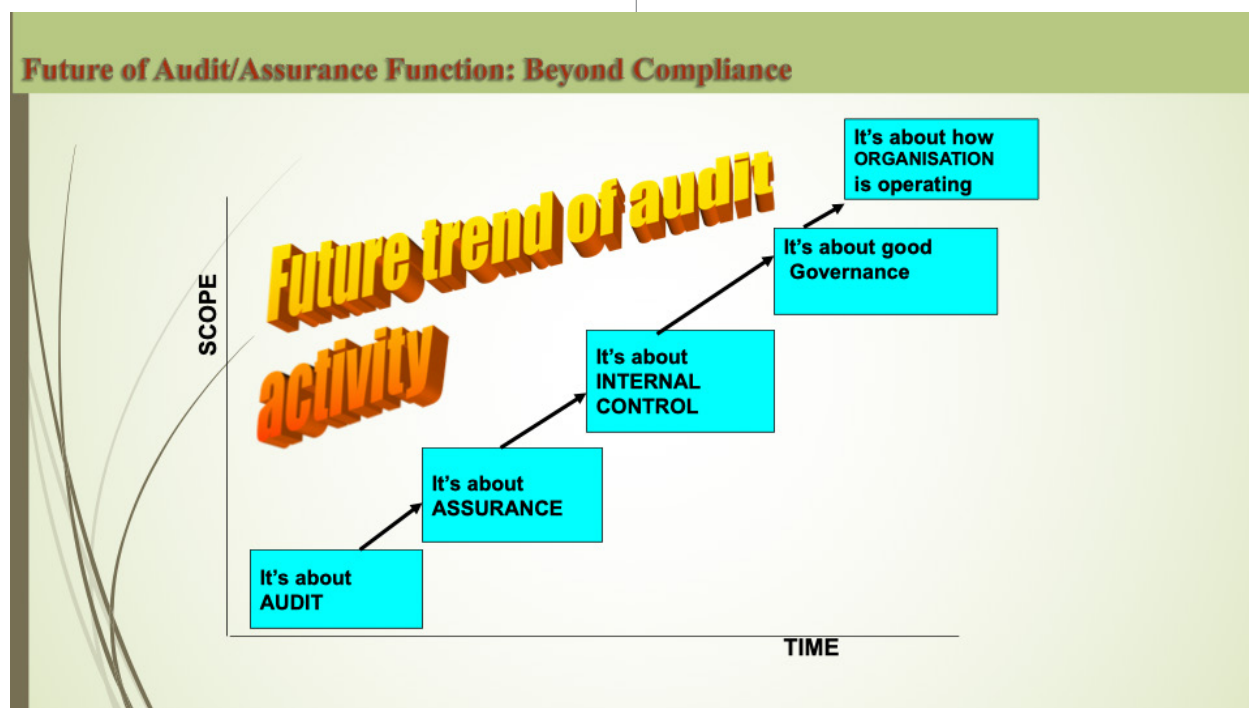 Future of Audit/Assurance Function: Beyond Compliance
Future trend of audit
activity
It's about how
ORGANISATION
is operating
It's about good
Governance
It's about
INTERNAL
CONTROL
It's about
ASSURANCE
It's about
AUDIT
SCOPE
TIME